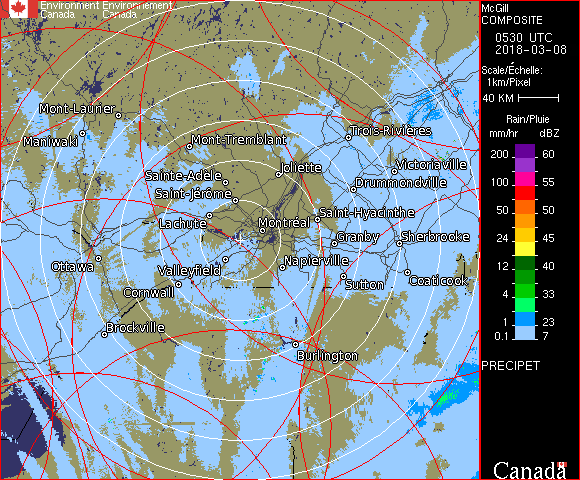 Environment Environnement
Canada Canada
McGill
COMPOSITE
0530 UTC
2018-03-08
Scale/Échelle:
1km/Pixel
40 KM
Rain/Pluie
mm/hr dBZ
200 60
100 55
50 50
24 45
12 40
4 33
1 23
0.1 7
PRECIPET
Mont-Laurier
Maniwaki
Mont-Tremblant
Trois-Rivières
Sainte-Adèle
Joliette
Victoriaville
Saint-Jérôme
Drummondville
Lachute
Montréal
Saint-Hyacinthe
Granby
Sherbrooke
Ottawa
Valleyfield
Napierville
Cornwall
Sutton
Coaticook
Brockville
Burlington
Canada